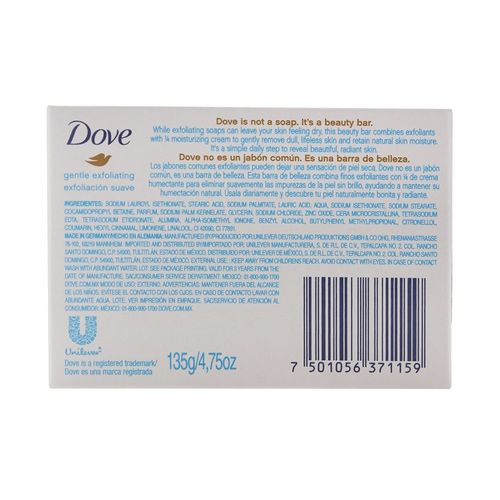 Dove
gentle exfoliating
exfoliación suave
Dove is not a soap. It's a beauty bar.
While exfoliating soaps can leave your skin feeling dry, this beauty bar combines exfoliants
with ¼ moisturizing cream to gently remove dull, lifeless skin and retain natural skin moisture.
It's a simple daily step to reveal beautiful, radiant skin.
Dove no es un jabón común. Es una barra de belleza.
Los jabones comunes exfoliantes pueden dejar una sensación de piel seca, Dove no es un jabón
común, es una barra de belleza. Esta barra de belleza combina finos exfoliantes con ¼ de crema
humectante para eliminar suavemente las impurezas de la piel sin brillo, ayudando a mantener su
humectación natural. Úsala diariamente y descubre tu piel naturalmente bella y radiante.
INGREDIENTES: SODIUM LAUROYL ISETHIONATE, STEARIC ACID, SODIUM PALMITATE, LAURIC ACID, AQUA, SODIUM ISETHIONATE, SODIUM STEARATE,
COCAMIDOPROPYL BETAINE, PARFUM, SODIUM PALM KERNELATE, GLYCERIN, SODIUM CHLORIDE, ZINC OXIDE, CERA MICROCRISTALLINA, TETRASODIUM
EDTA, TETRASODIUM ETIDRONATE, ALUMINA, ALPHA-ISOMETHYL IONONE, BENZYL ALCOHOL, BUTYLPHENYL METHYLPROPIONAL, CITRONELLOL,
COUMARIN, HEXYL CINNAMAL, LIMONENE, LINALOOL, CI 42090, CI 77891.
MADE IN GERMANY/HECHO EN ALEMANIA: MANUFACTURED BY/PRODUCIDO POR UNILEVER DEUTSCHLAND PRODUKTIONS GMBH & CO OHG, RHENANIASTRASSE
76-102, 68219 MANNHEIM. IMPORTED AND DISTRIBUTED BY/IMPORTADO POR: UNILEVER MANUFACTURERA, S. DE R.L. DE C.V., TEPALCAPA NO. 2, COL. RANCHO
SANTO DOMINGO, C.P. 54900, TULTITLÁN, ESTADO DE MÉXICO. DISTRIBUIDO POR: UNILEVER DE MÉXICO, S. DE R.L. DE C.V., TEPALCAPA NO. 2, COL. RANCHO SANTO
DOMINGO, C.P. 54900, TULTITLÁN, ESTADO DE MÉXICO. EXTERNAL USE. KEEP AWAY FROM CHILDRENS REACH. AVOID CONTACT WITH EYES. IN CASE OF CONTACT
WASH WITH ABUNDANT WATER. LOT: SEE PACKAGE PRINTING. VALID FOR 3 YEARS FROM THE
DATE OF MANUFACTURING. SAC/CONSUMER SERVICE DEPARTMENT: MEXICO 01-800-990-1700
DOVE.COM.MX MODO DE USO: EXTERNO. ADVERTENCIAS: MANTENER FUERA DEL ALCANCE
DE LOS NIÑOS. EVÍTESE EL CONTACTO CON LOS OJOS. EN CASO DE CONTACTO LAVAR CON
ABUNDANTE AGUA. LOTE: VER IMPRESIÓN EN EMPAQUE. SAC/SERVICIO DE ATENCIÓN AL
CONSUMIDOR: MÉXICO: 01-800-990-1700 DOVE.COM.MX
Unilever
Dove is a registered trademark/
Dove es una marca registrada
135g/4,75oz
7 501056 371159